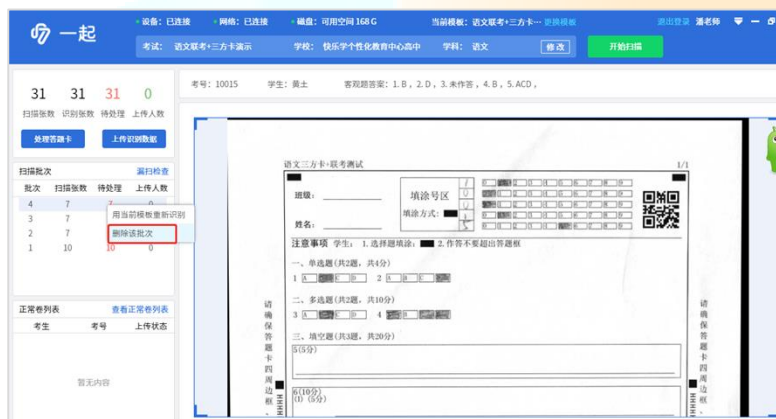 一起
设备：已连接 网络：已连接 磁盘：可用空间 168 G 当前模板：语文联考+三方卡… 更换模板 退出登录 潘老师
考试： 语文联考+三方卡演示 学校： 快乐学个性化教育中心高中 学科： 语文 修改 开始扫描
31 31 31 0
扫描张数 识别张数 待处理 上传人数
处理答题卡 上传识别数据
扫描批次 漏扫检查
批次 扫描张数 待处理 上传人数
4 7 7
3 7
2 7
1 10 10 0
用当前模板重新识别
删除该批次
正常卷列表 查看正常卷列表
考生 考号 上传状态
暂无内容
考号：10015 学生：黄土 客观题答案：1. B，2. D，3. 未作答，4. B，5. ACD，
语文三方卡+联考测试 1/1
班级：
姓名：
填涂号区
填涂方式：
注意事项 学生： 1.选择题填涂： 2.作答不要超出答题框
一、单选题(共2题，共4分)
1 A C D 2 A B C
二、多选题(共2题，共10分)
3 A C D 4 B
三、填空题(共3题，共20分)
5(5分)
6(10分)
(1) (5分)
请确保答题卡四周边框
请确保答题卡四周边框